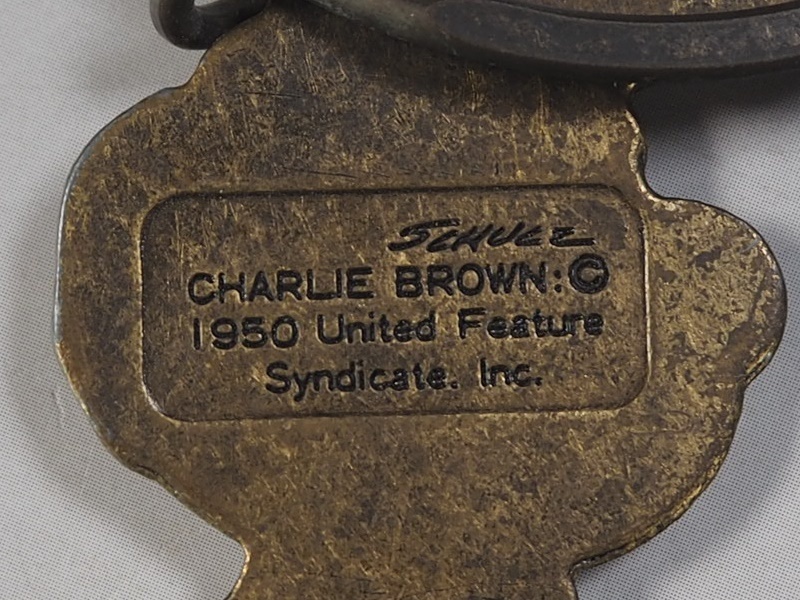 SCHULZ
CHARLIE BROWN:©
1950 United Feature
Syndicate. Inc.